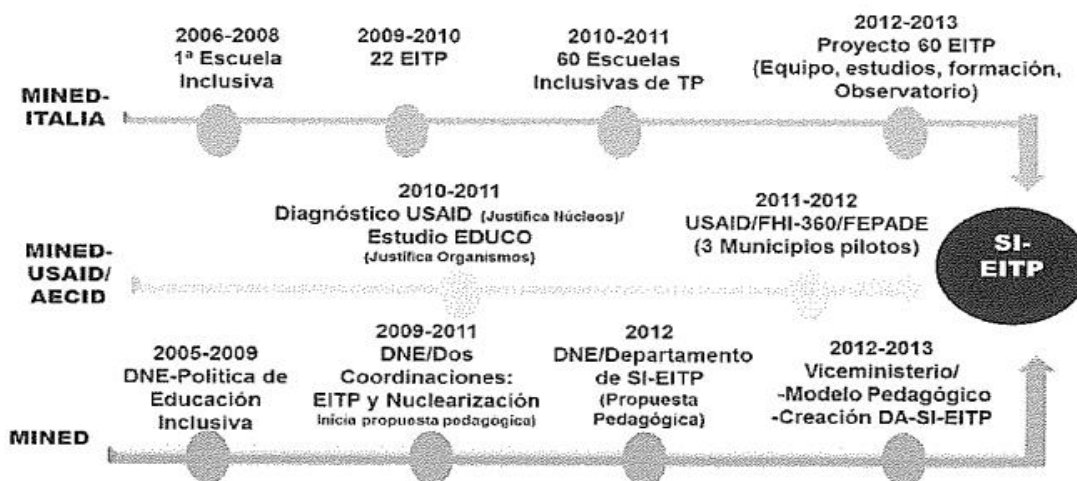 MINED-
ITALIA
2006-2008
1ª Escuela
Inclusiva
2009-2010
22 EITP
2010-2011
60 Escuelas
Inclusivas de TP
2012-2013
Proyecto 60 EITP
(Equipo, estudios, formación,
Observatorio)
MINED-
USAID/
AECID
2010-2011
Diagnóstico USAID (Justifica Núcleos)/
Estudio EDUCO
(Justifica Organismos)
2011-2012
USAID/FHI-360/FEPADE
(3 Municipios pilotos)
SI-
EITP
MINED
2005-2009
DNE-Politica de
Educación
Inclusiva
2009-2011
DNE/Dos
Coordinaciones:
EITP y Nuclearización
Inicia propuesta pedagógica)
2012
DNE/Departamento
de SI-EITP
(Propuesta
Pedagógica)
2012-2013
Viceministerio/
-Modelo Pedagógico
-Creación DA-SI-EITP